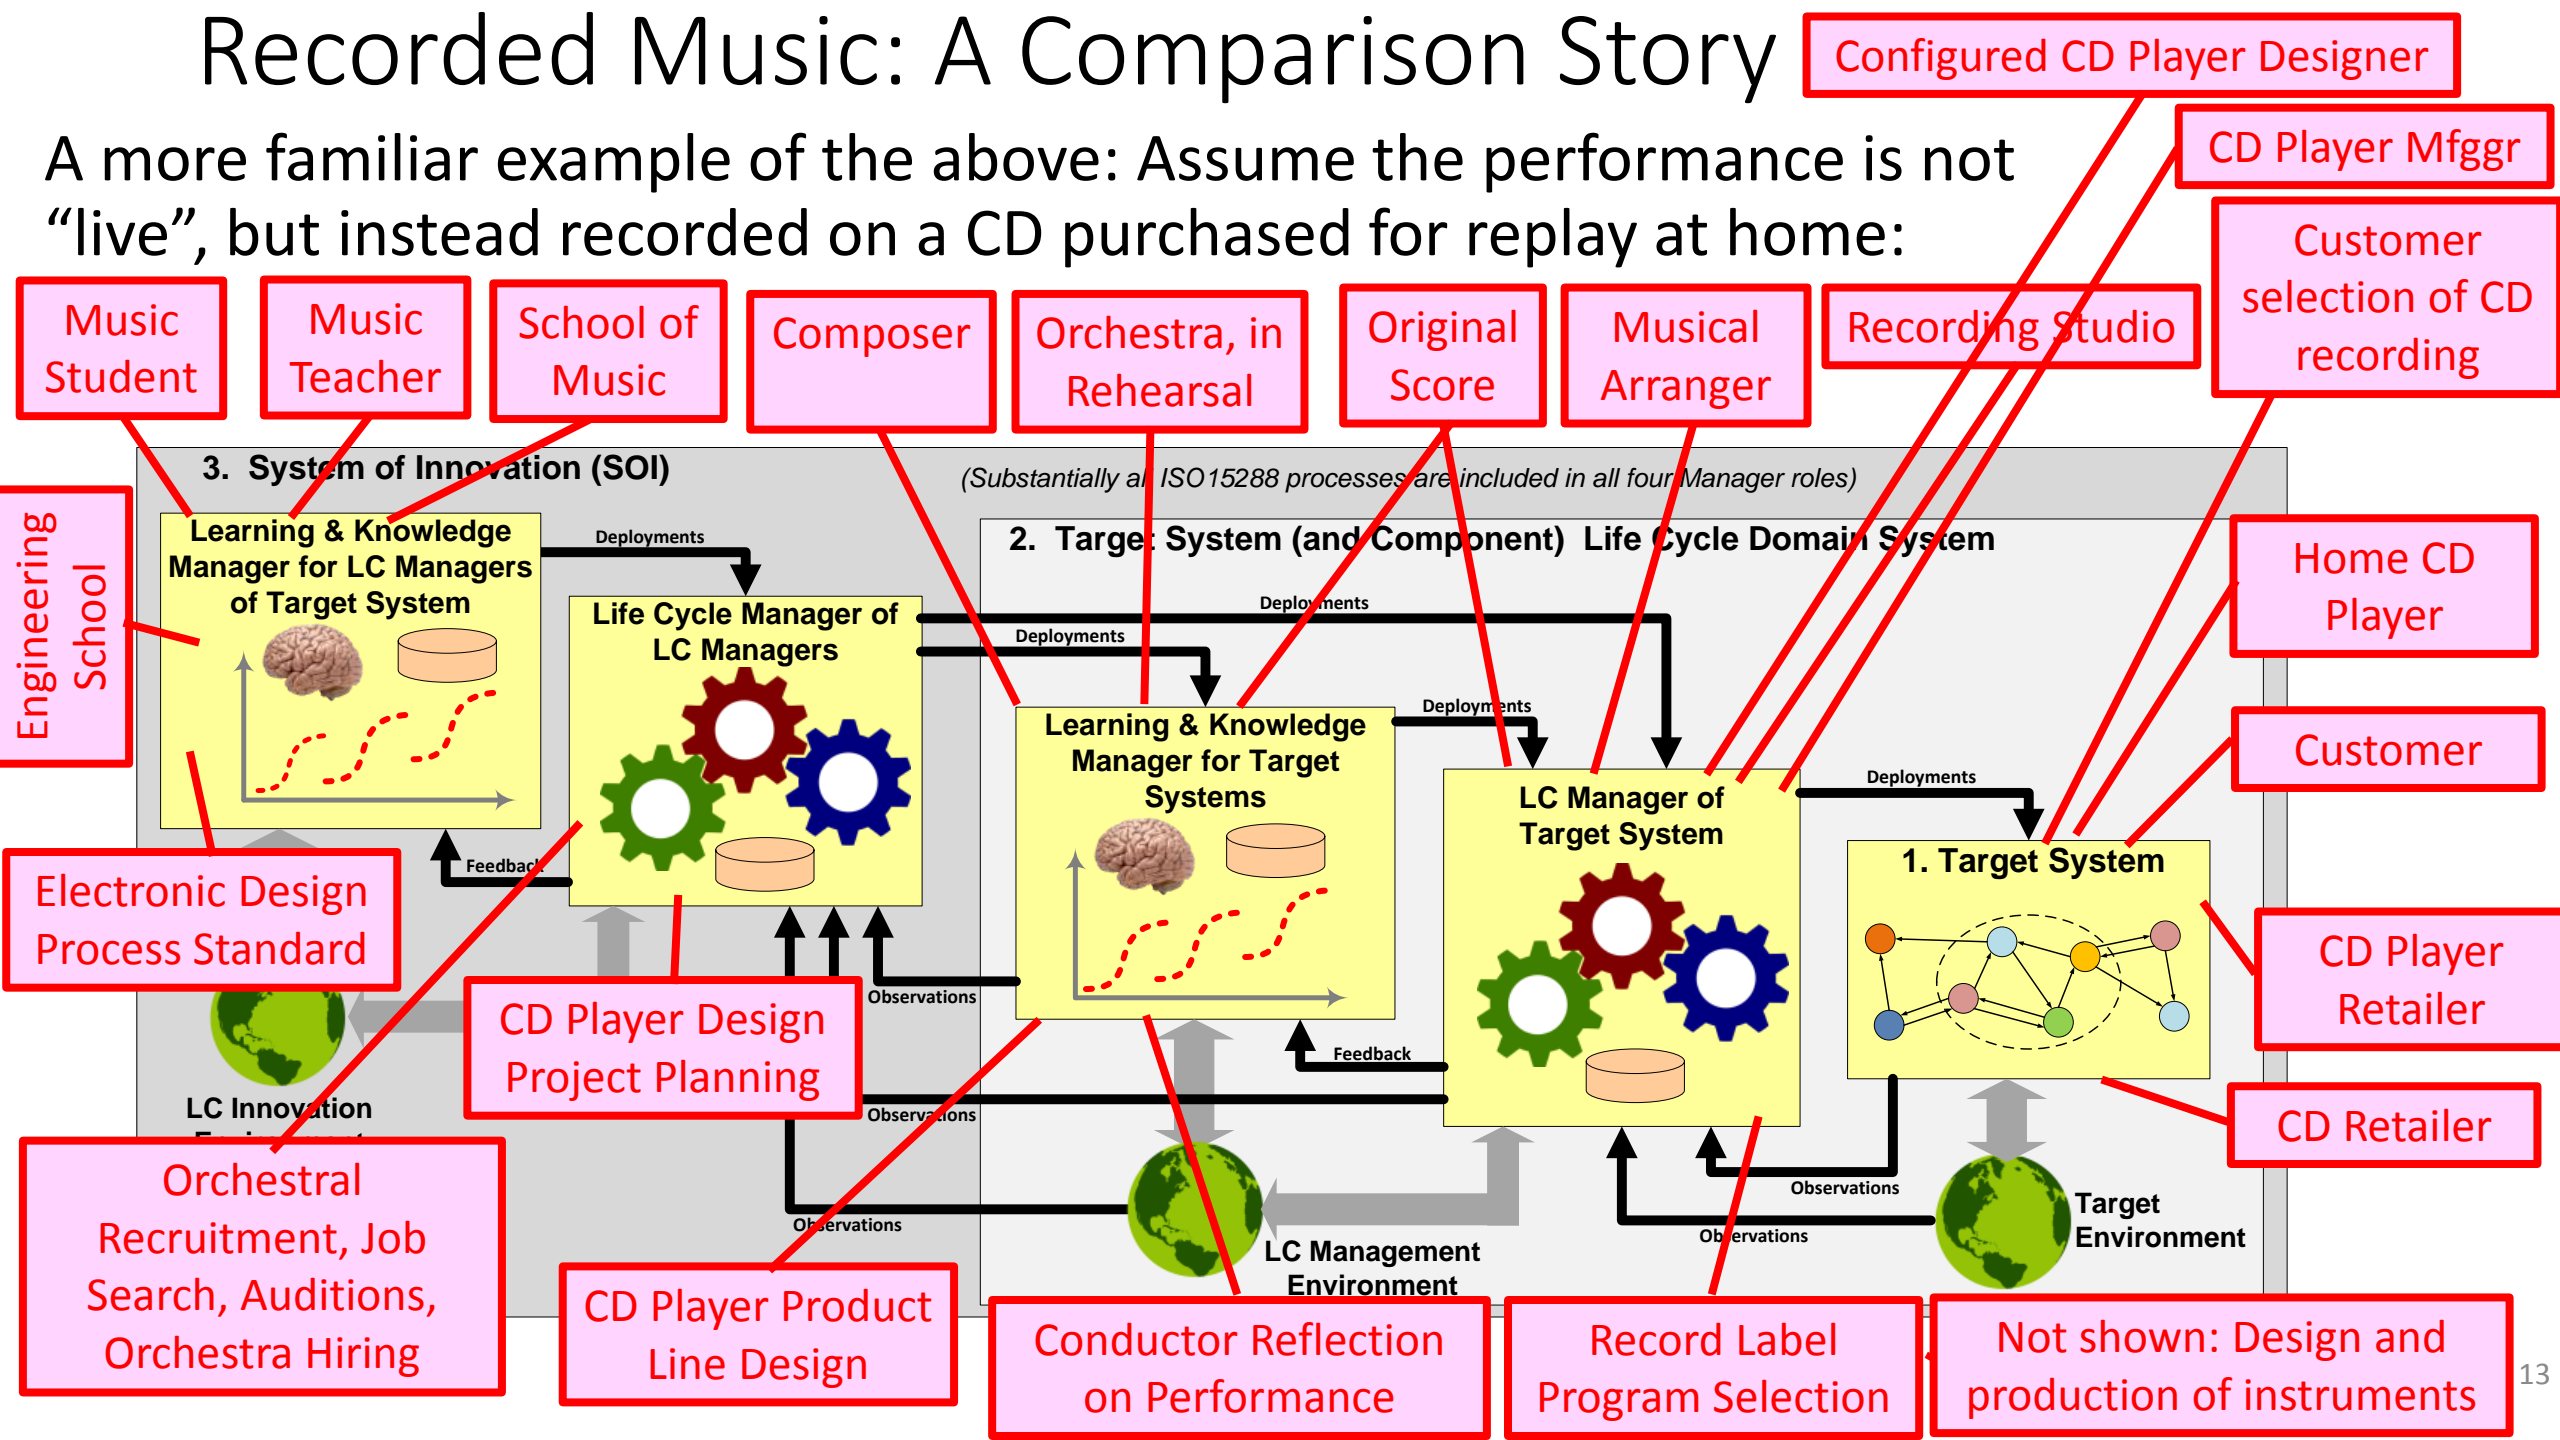 Recorded Music: A Comparison Story
Configured CD Player Designer
CD Player Mfggr
A more familiar example of the above: Assume the performance is not
“live”, but instead recorded on a CD purchased for replay at home:
Customer
selection of CD
recording
Music
Student
Music
Teacher
School of
Music
Composer
Orchestra, in
Rehearsal
Original
Score
Musical
Arranger
Recording Studio
3. System of Innovation (SOI)
(Substantially all ISO15288 processes are included in all four Manager roles)
Engineering
School
Learning & Knowledge
Manager for LC Managers
of Target System
Deployments
2. Target System (and Component) Life Cycle Domain System
Home CD
Player
Life Cycle Manager of
LC Managers
Deployments
Deployments
Learning & Knowledge
Manager for Target
Systems
Deployments
LC Manager of
Target System
Deployments
Customer
1. Target System
Feedback
Electronic Design
Process Standard
CD Player
Retailer
CD Player Design
Project Planning
Observations
Feedback
Observations
LC Innovation
CD Retailer
Orchestral
Recruitment, Job
Search, Auditions,
Orchestra Hiring
Observations
Observations
Observations
Target
Environment
LC Management
Environment
CD Player Product
Line Design
Conductor Reflection
on Performance
Record Label
Program Selection
Not shown: Design and
production of instruments
13